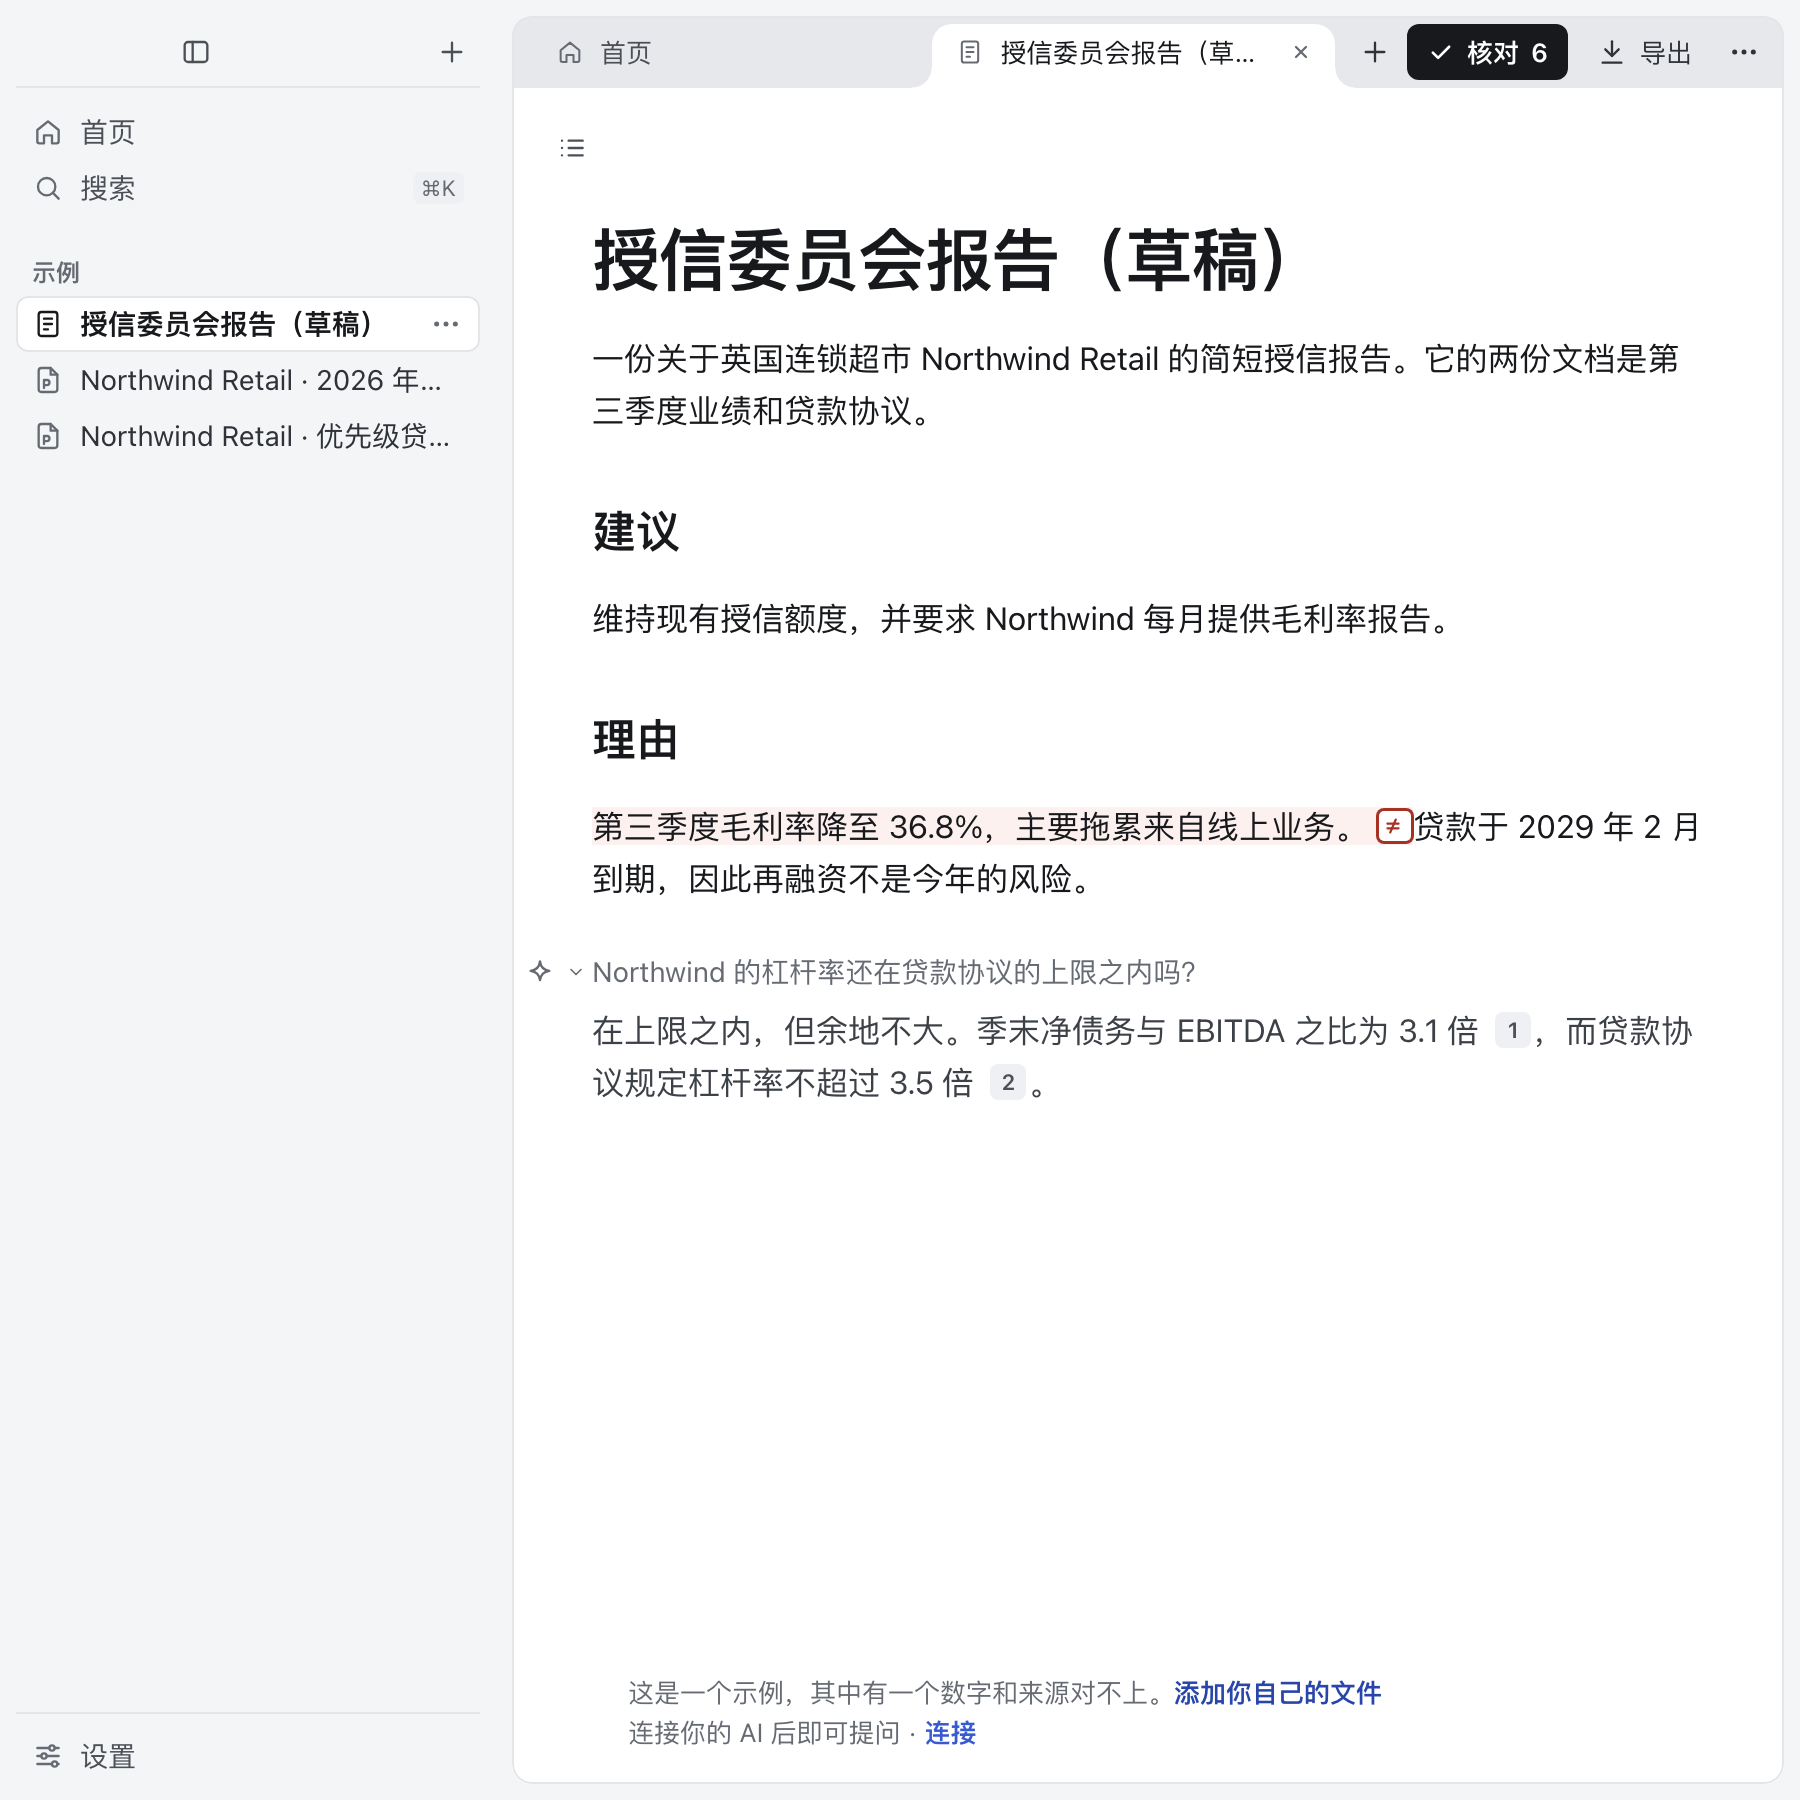 首页
搜索 ⌘K
示例
授信委员会报告（草稿）
Northwind Retail · 2026 年...
Northwind Retail · 优先级贷...
设置
首页
授信委员会报告（草...
核对 6
导出
授信委员会报告（草稿）
一份关于英国连锁超市 Northwind Retail 的简短授信报告。它的两份文档是第
三季度业绩和贷款协议。
建议
维持现有授信额度，并要求 Northwind 每月提供毛利率报告。
理由
第三季度毛利率降至 36.8%，主要拖累来自线上业务。 ≠ 贷款于 2029 年 2 月
到期，因此再融资不是今年的风险。
Northwind 的杠杆率还在贷款协议的上限之内吗？
在上限之内，但余地不大。季末净债务与 EBITDA 之比为 3.1 倍 1，而贷款协
议规定杠杆率不超过 3.5 倍 2。
这是一个示例，其中有一个数字和来源对不上。添加你自己的文件
连接你的 AI 后即可提问 · 连接